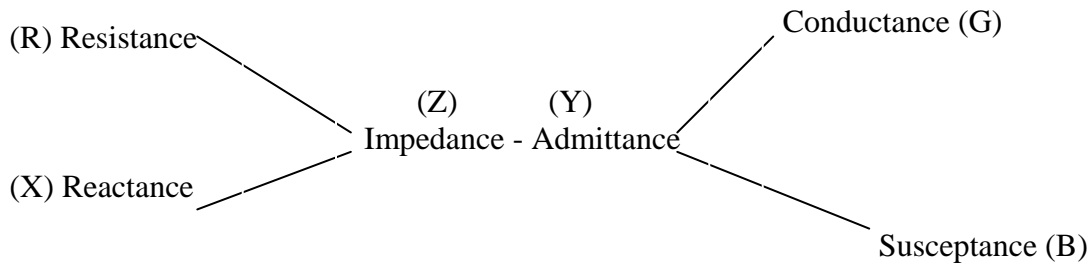 (R) Resistance
Conductance (G)
(Z) (Y)
Impedance - Admittance
(X) Reactance
Susceptance (B)